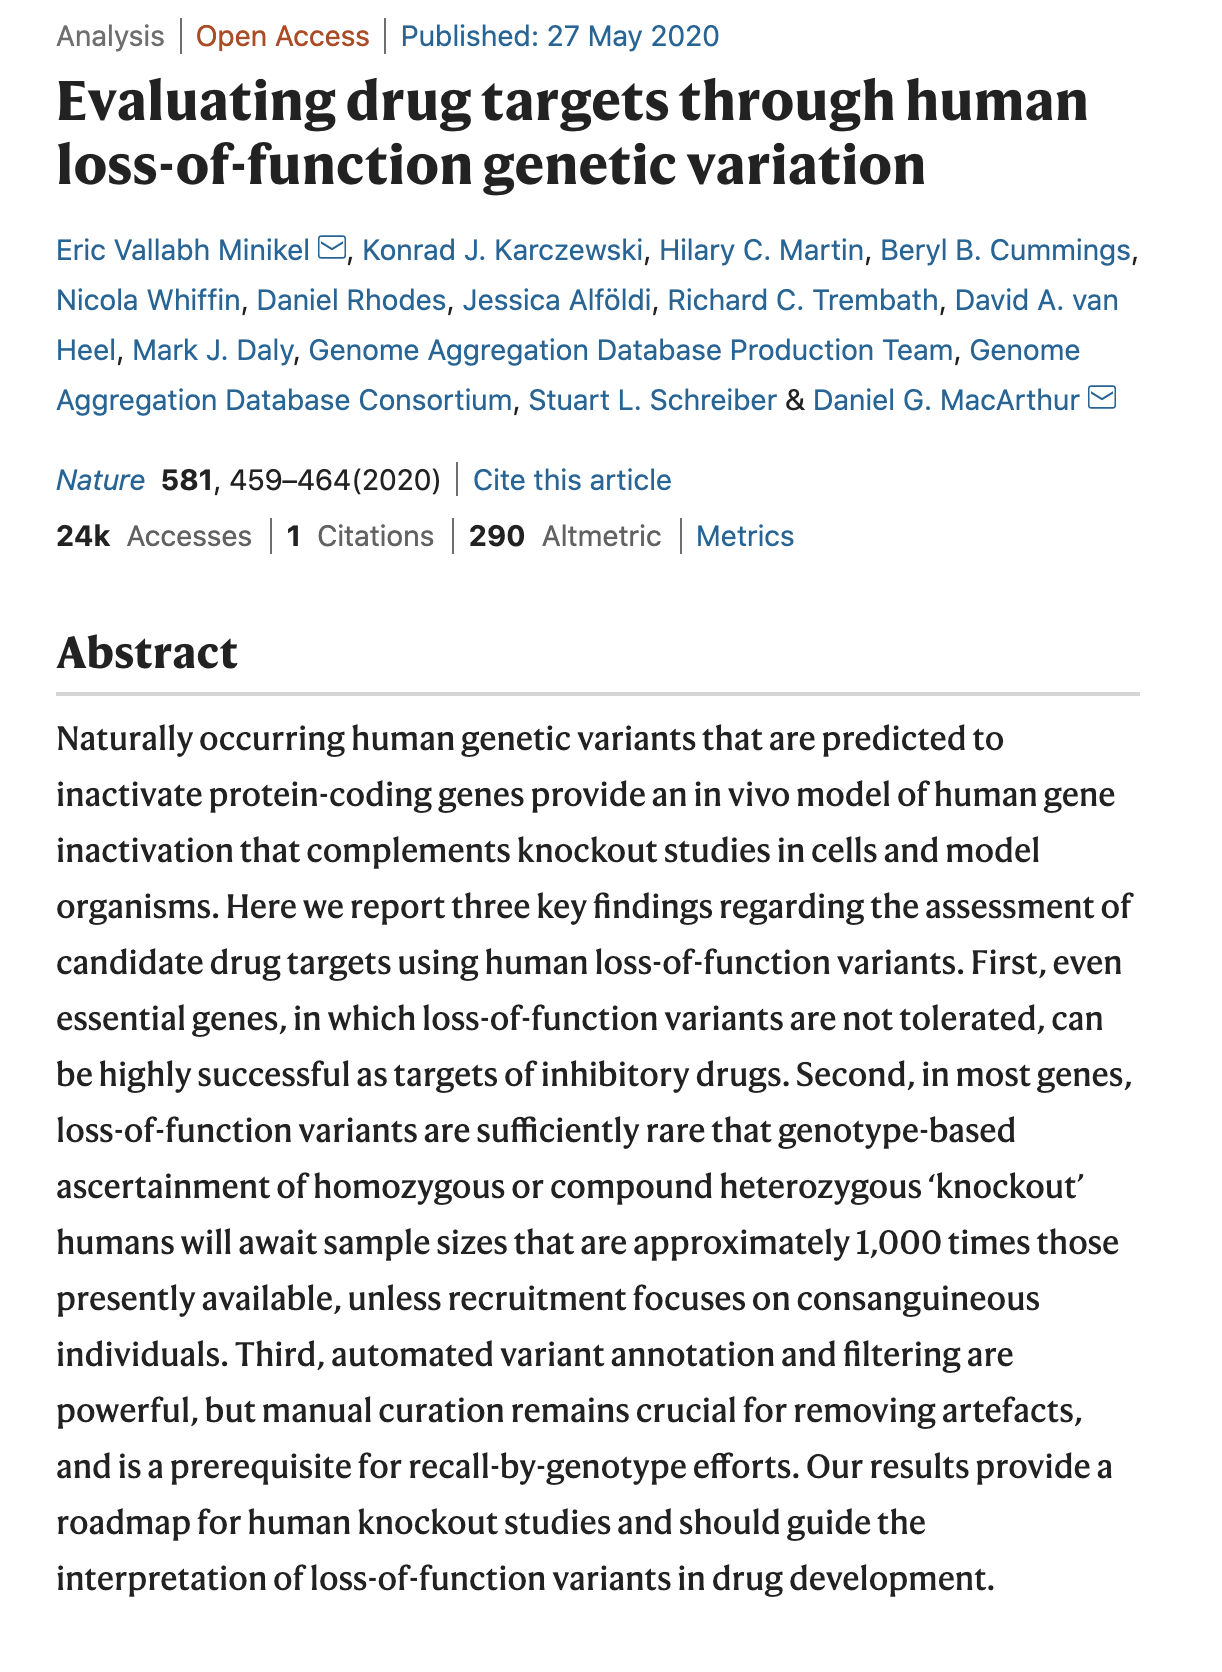 Analysis | Open Access | Published: 27 May 2020
Evaluating drug targets through human
loss-of-function genetic variation
Eric Vallabh Minikel, Konrad J. Karczewski, Hilary C. Martin, Beryl B. Cummings,
Nicola Whiffin, Daniel Rhodes, Jessica Alföldi, Richard C. Trembath, David A. van
Heel, Mark J. Daly, Genome Aggregation Database Production Team, Genome
Aggregation Database Consortium, Stuart L. Schreiber & Daniel G. MacArthur
Nature 581, 459–464(2020) | Cite this article
24k Accesses | 1 Citations | 290 Altmetric | Metrics
Abstract
Naturally occurring human genetic variants that are predicted to
inactivate protein-coding genes provide an in vivo model of human gene
inactivation that complements knockout studies in cells and model
organisms. Here we report three key findings regarding the assessment of
candidate drug targets using human loss-of-function variants. First, even
essential genes, in which loss-of-function variants are not tolerated, can
be highly successful as targets of inhibitory drugs. Second, in most genes,
loss-of-function variants are sufficiently rare that genotype-based
ascertainment of homozygous or compound heterozygous ‘knockout’
humans will await sample sizes that are approximately 1,000 times those
presently available, unless recruitment focuses on consanguineous
individuals. Third, automated variant annotation and filtering are
powerful, but manual curation remains crucial for removing artefacts,
and is a prerequisite for recall-by-genotype efforts. Our results provide a
roadmap for human knockout studies and should guide the
interpretation of loss-of-function variants in drug development.